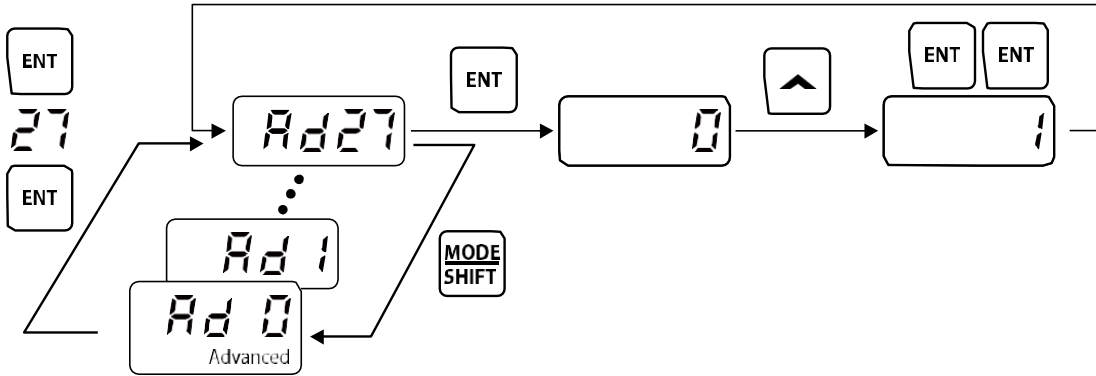 ENT
27
ENT
Ad27
Ad 1
Ad 0
Advanced
MODE
SHIFT
ENT
0
ENT ENT
1